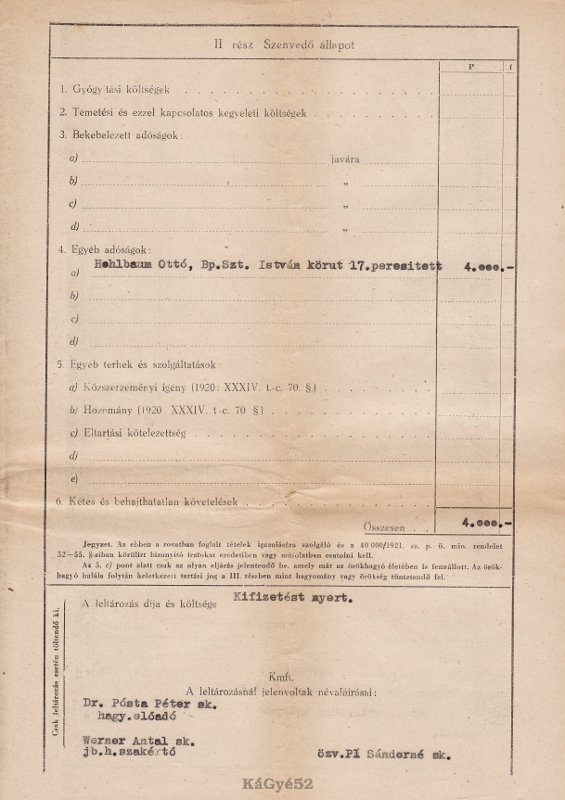 II rész Szenvedő állapot
P f
1. Gyógyítási költségek
2. Temetési és ezzel kapcsolatos kegyeleti költségek
3. Bekebelezett adóságok:
a) javára
b) „
c) „
d) „
4. Egyéb adóságok:
a) Hohlbaum Ottó, Bp.Szt. István körut 17.peresitett 4.000.-
b)
c)
d)
5. Egyéb terhek és szolgáltatások:
a) Közszerzeményi igény (1920: XXXIV. t.-c. 70 §.)
b) Hozomány (1920 XXXIV. t.-c. 70 §)
c) Eltartási kötelezettség
d)
e)
6. Kétes és behajthatatlan követelések
Összesen 4.000.-
Jegyzet. Az ebben a rovatban foglalt tételek igazolására szolgáló és a 40 000/1921. sz. p. ü. min. rendelet
52—55. §-aiban körülírt bizonyító iratokat eredetiben vagy másolatban csatolni kell.
Az 5. c) pont alatt csak az olyan eljárás jelentendő be, amely már az örökhagyó életében is fennállott. Az örök-
hagyó halála folytán keletkezett tartási jog a III. részben mint hagyomány vagy örökség tüntetendő fel.
Csak leltározás esetén töltendő ki.
A leltározás díja és költsége Kifizetést nyert.
Kmft.
A leltározásnál jelenvoltak névaláírásai:
Dr. Pósta Péter sk.
hagy.előadó
Werner Antal sk.
jb.h.szakértő özv.Pl Sándorné sk.
KáGyé52